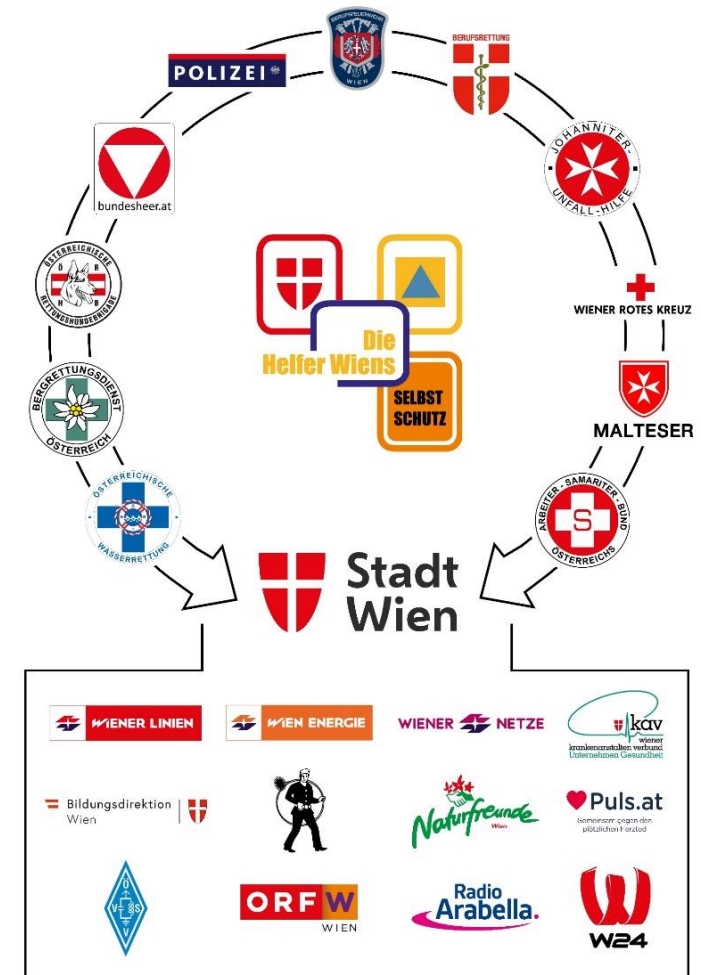 BERUFSFEUERWEHR
WIEN
POLIZEI
BERUFSRETTUNG
JOHANNITER-
UNFALL-HILFE
bundesheer.at
ÖSTERREICHISCHE
Ö R
H B
RETTUNGSHUNDEBRIGADE
WIENER ROTES KREUZ
Die
Helfer Wiens
SELBST
SCHUTZ
BERGRETTUNGSDIENST
ÖSTERREICH
MALTESER
ÖSTERREICHISCHE
WASSERRETTUNG
ARBEITER - SAMARITER - BUND
S
ÖSTERREICHS
Stadt
Wien
WIENER LINIEN
WIEN ENERGIE
WIENER NETZE
kav
wiener
krankenanstalten verbund
Unternehmen Gesundheit
Bildungsdirektion
Wien
Naturfreunde
Wien
Puls.at
Gemeinsam gegen den
plötzlichen Herztod
Ö
V S
V
ORF W
WIEN
Radio
Arabella.
W24